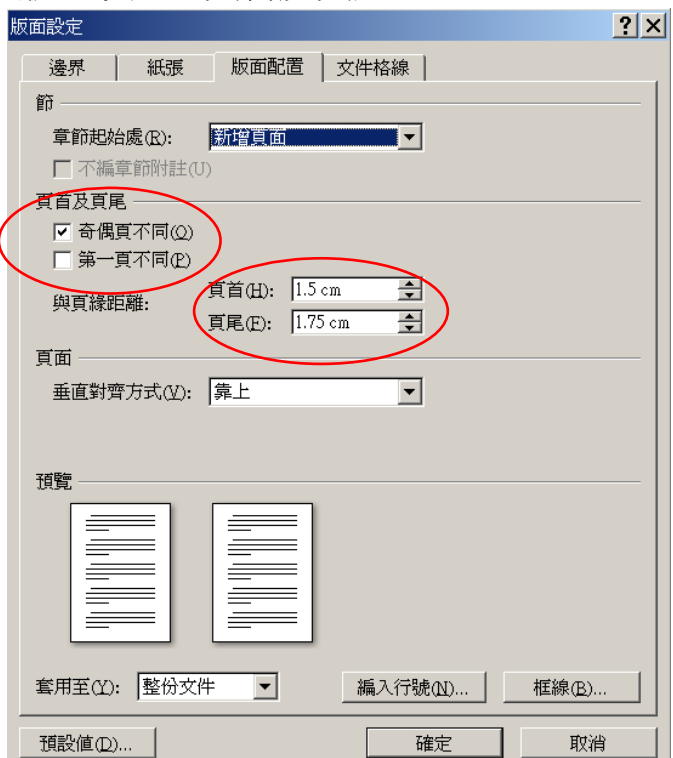 版面設定
邊界 紙張 版面配置 文件格線
節
章節起始處(R): 新增頁面
不編章節附註(U)
頁首及頁尾
奇偶頁不同(O)
第一頁不同(P)
與頁緣距離: 頁首(H): 1.5 cm
頁尾(F): 1.75 cm
頁面
垂直對齊方式(V): 靠上
預覽
套用至(Y): 整份文件 編入行號(N)... 框線(B)...
預設值(D)... 確定 取消